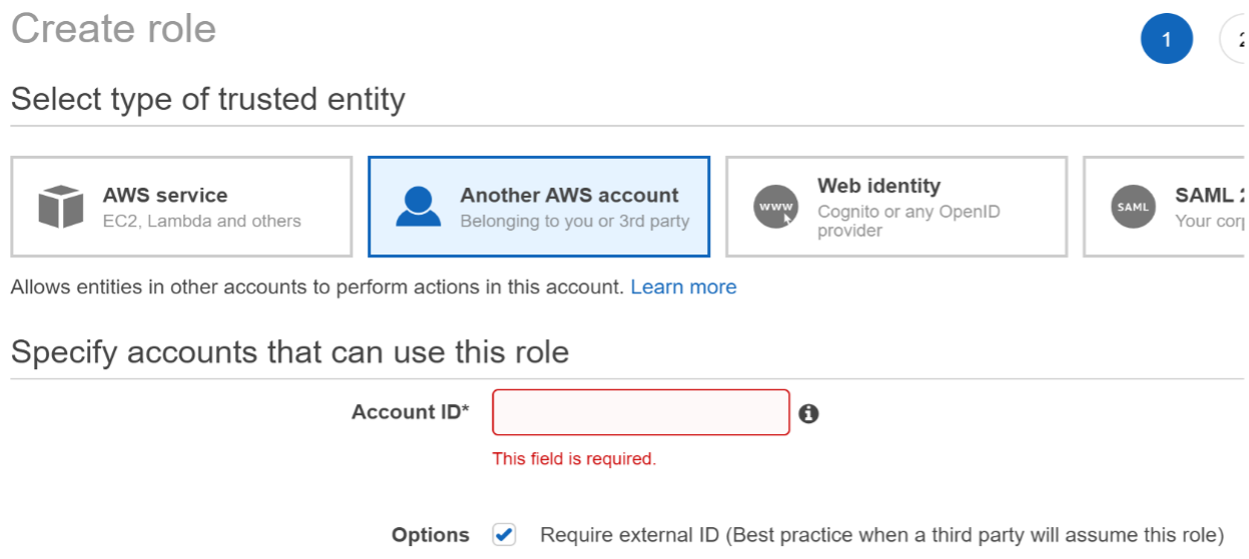 Create role
1
2
Select type of trusted entity
AWS service
EC2, Lambda and others
Another AWS account
Belonging to you or 3rd party
www
Web identity
Cognito or any OpenID
provider
SAML
SAML
Your
Allows entities in other accounts to perform actions in this account. Learn more
Specify accounts that can use this role
Account ID*
This field is required.
Options Require external ID (Best practice when a third party will assume this role)